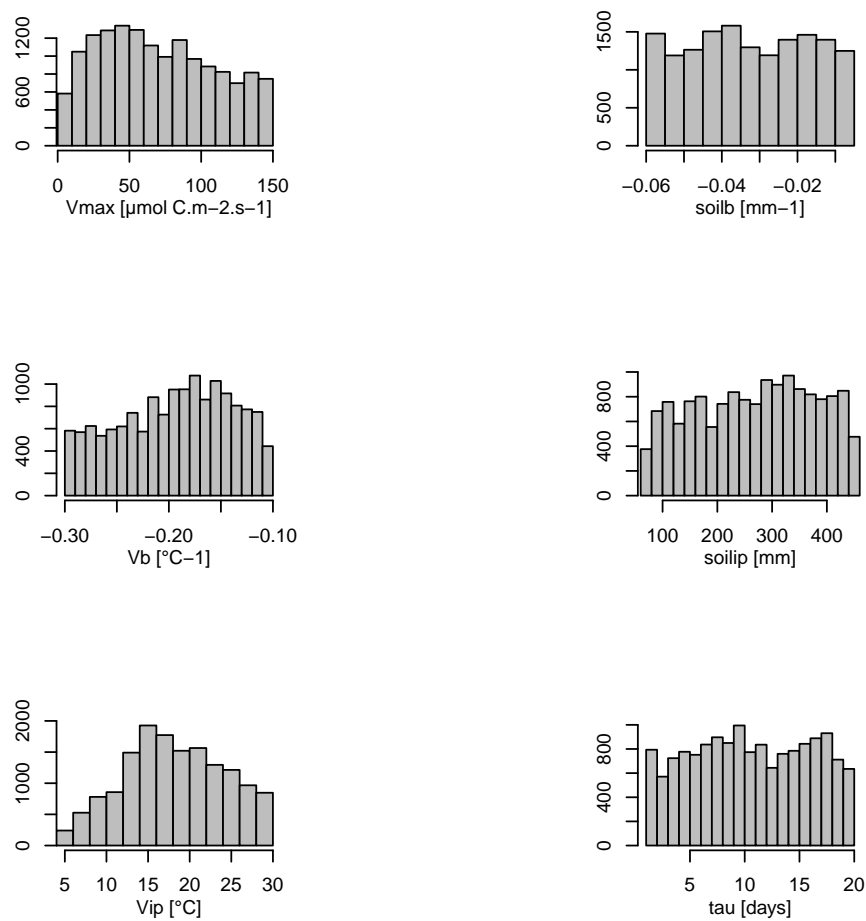 1200
600
0
0 50 100 150
Vmax [µmol C.m−2.s−1]
1500
500
0
−0.06 −0.04 −0.02
soilb [mm−1]
1000
400
0
−0.30 −0.20 −0.10
Vb [°C−1]
800
400
0
100 200 300 400
soilip [mm]
2000
1000
0
5 10 15 20 25 30
Vip [°C]
800
400
0
5 10 15 20
tau [days]